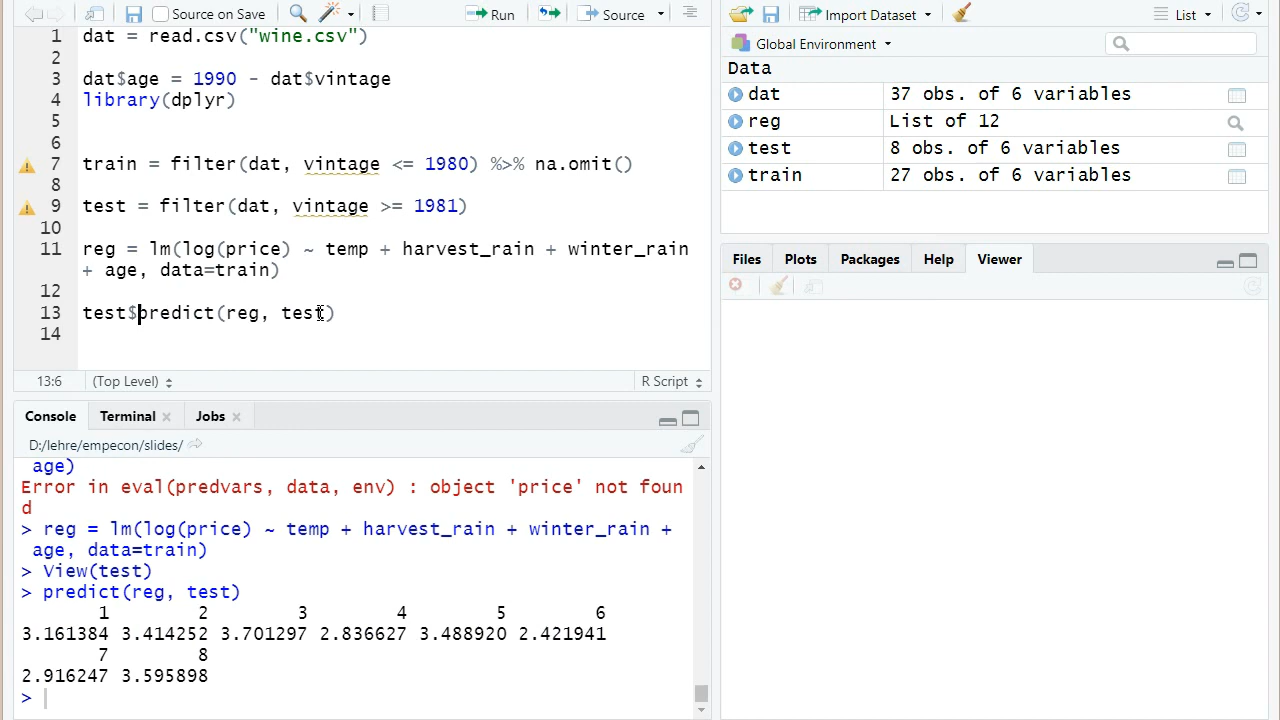 Source on Save
Run
Source
1 dat = read.csv("wine.csv")
2
3 dat$age = 1990 - dat$vintage
4 library(dplyr)
5
6
7 train = filter(dat, vintage <= 1980) %>% na.omit()
8
9 test = filter(dat, vintage >= 1981)
10
11 reg = lm(log(price) ~ temp + harvest_rain + winter_rain
+ age, data=train)
12
13 test$predict(reg, test)
14
13:6 (Top Level) R Script
Console Terminal Jobs
D:/lehre/empecon/slides/
age)
Error in eval(predvars, data, env) : object 'price' not foun
d
> reg = lm(log(price) ~ temp + harvest_rain + winter_rain +
age, data=train)
> View(test)
> predict(reg, test)
1 2 3 4 5 6
3.161384 3.414252 3.701297 2.836627 3.488920 2.421941
7 8
2.916247 3.595898
>
Import Dataset List
Global Environment
Data
dat 37 obs. of 6 variables
reg List of 12
test 8 obs. of 6 variables
train 27 obs. of 6 variables
Files Plots Packages Help Viewer